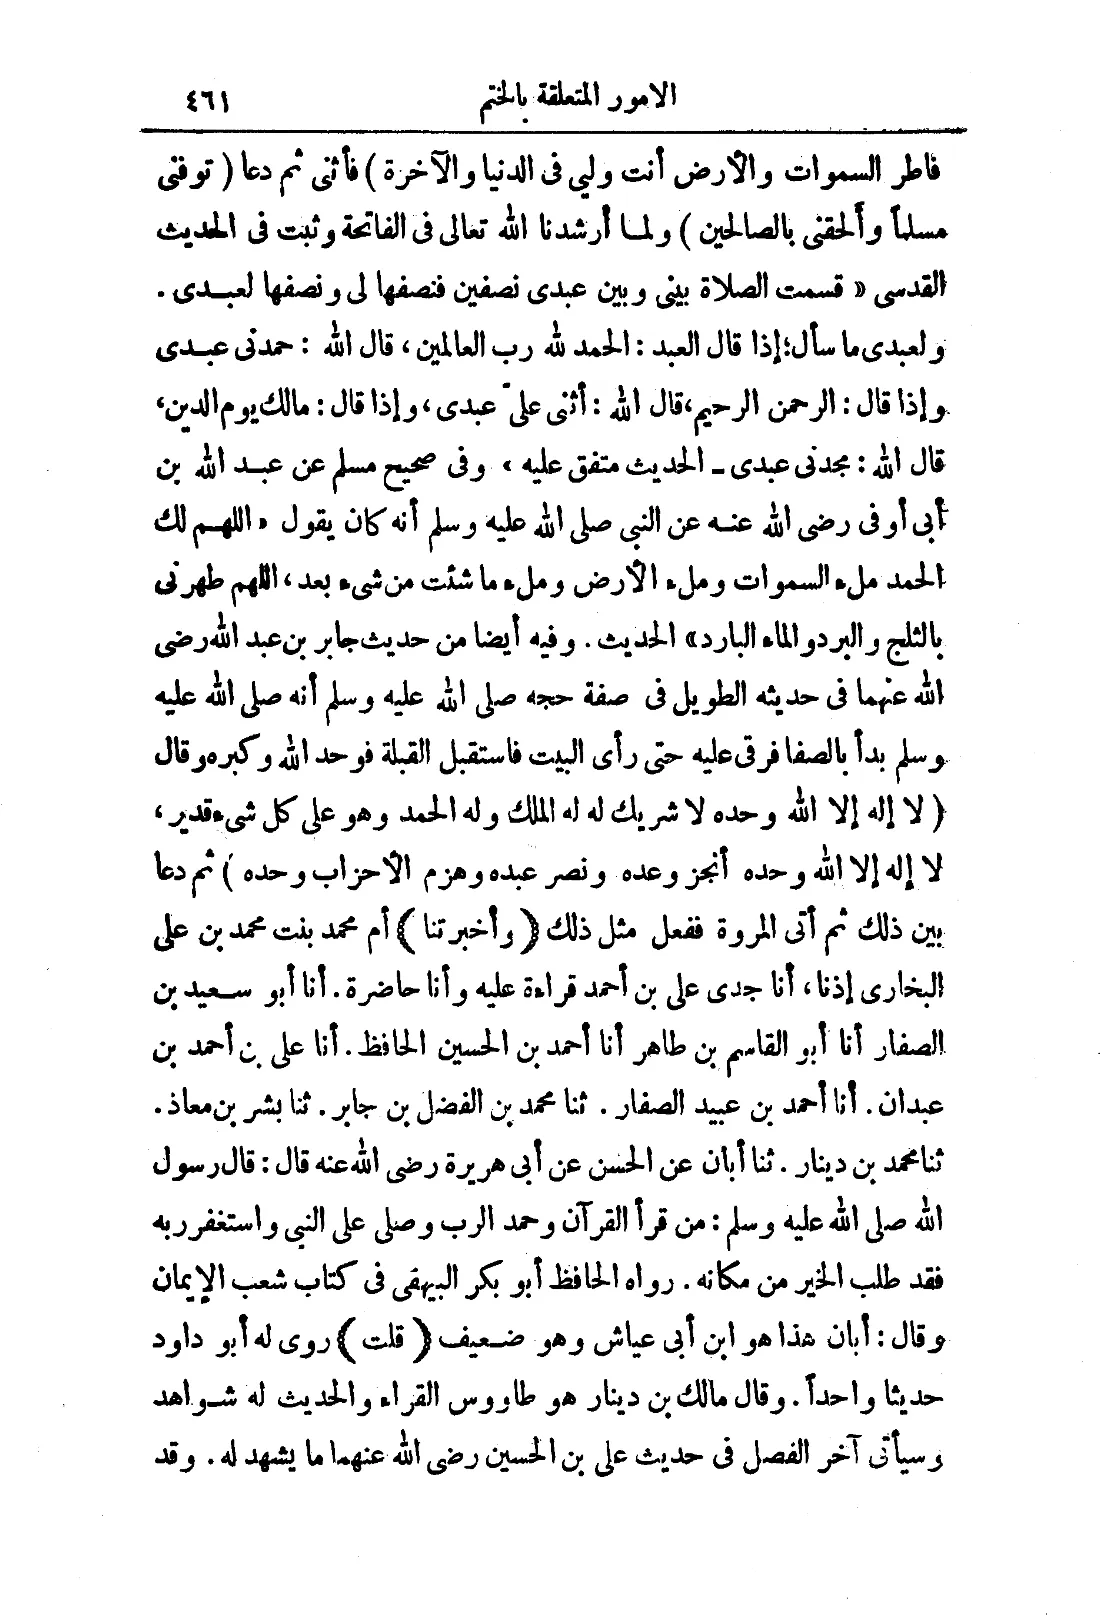 الامور المتعلقة بالختم ٤٦١
فاطر السموات والأرض أنت وليي فى الدنيا والآخرة ) فأثنى ثم دعا ( توفنى
مسلماً وألحقنى بالصالحين ) ولما أرشدنا الله تعالى فى الفاتحة وثبت فى الحديث
القدسى « قسمت الصلاة بينى وبين عبدى نصفين فنصفها لى ونصفها لعبدى .
ولعبدى ما سأل؛ إذا قال العبد : الحمد لله رب العالمين، قال الله : حمدنى عبدى
وإذا قال : الرحمن الرحيم، قال الله : أثنى علىّ عبدى، وإذا قال : مالك يوم الدين،
قال الله : مجدنى عبدى ـ الحديث متفق عليه ، وفى صحيح مسلم عن عبد الله بن
أبى أوفى رضى الله عنه عن النبي صلى الله عليه وسلم أنه كان يقول « اللهم لك
الحمد ملء السموات وملء الأرض وملء ما شئت من شىء بعد، اللهم طهرنى
بالثلج والبرد والماء البارد» الحديث . وفيه أيضا من حديث جابر بن عبد الله رضى
الله عنهما فى حديثه الطويل فى صفة حجه صلى الله عليه وسلم أنه صلى الله عليه
وسلم بدأ بالصفا فرقى عليه حتى رأى البيت فاستقبل القبلة فوحد الله وكبره وقال
( لا إله إلا الله وحده لا شريك له له الملك وله الحمد وهو على كل شىء قدير ،
لا إله إلا الله وحده أنجز وعده ونصر عبده وهزم الأحزاب وحده ) ثم دعا
بين ذلك ثم أتى المروة ففعل مثل ذلك ( وأخبرتنا ) أم محمد بنت محمد بن على
البخارى إذنا، أنا جدى على بن أحمد قراءة عليه وأنا حاضرة . أنا أبو سعيد بن
الصفار أنا أبو القاسم بن طاهر أنا أحمد بن الحسين الحافظ . أنا على بن أحمد بن
عبدان . أنا أحمد بن عبيد الصفار . ثنا محمد بن الفضل بن جابر . ثنا بشر بن معاذ .
ثنا محمد بن دينار . ثنا أبان عن الحسن عن أبى هريرة رضى الله عنه قال : قال رسول
الله صلى الله عليه وسلم : من قرأ القرآن وحمد الرب وصلى على النبي واستغفر ربه
فقد طلب الخير من مكانه . رواه الحافظ أبو بكر البيهقى فى كتاب شعب الإيمان
وقال : أبان هذا هو ابن أبى عياش وهو ضعيف ( قلت ) روى له أبو داود
حديثا واحداً . وقال مالك بن دينار هو طاووس القراء والحديث له شواهد
وسيأتى آخر الفصل فى حديث على بن الحسين رضى الله عنهما ما يشهد له . وقد